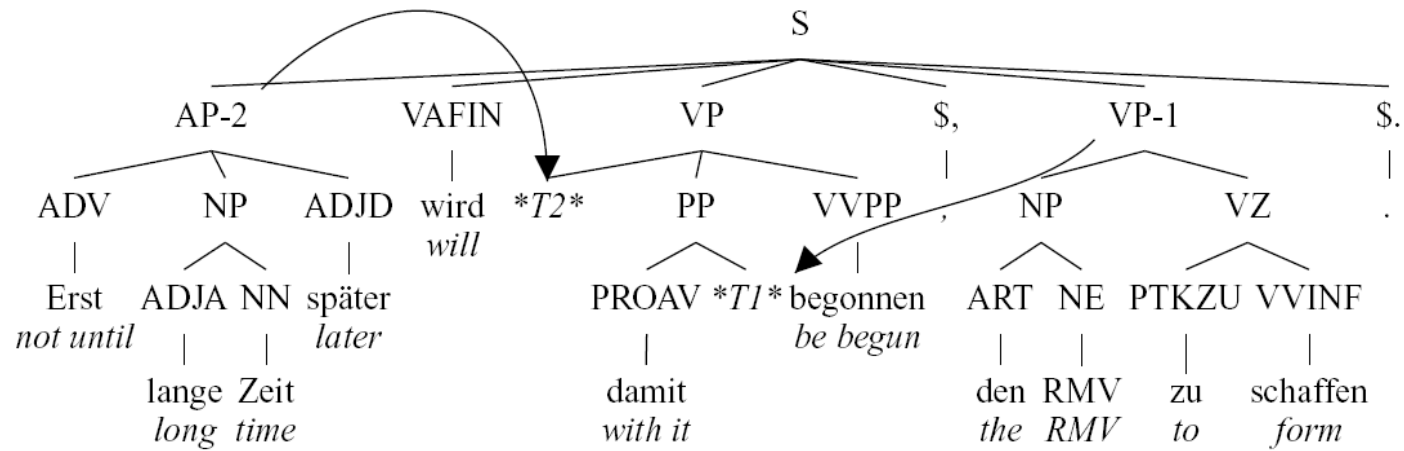 S
AP-2 VAFIN VP $, VP-1 $.
ADV NP ADJD wird *T2* PP VVPP , NP VZ .
will
Erst ADJA NN später PROAV *T1* begonnen ART NE PTKZU VVINF
not until later be begun
lange Zeit damit den RMV zu schaffen
long time with it the RMV to form